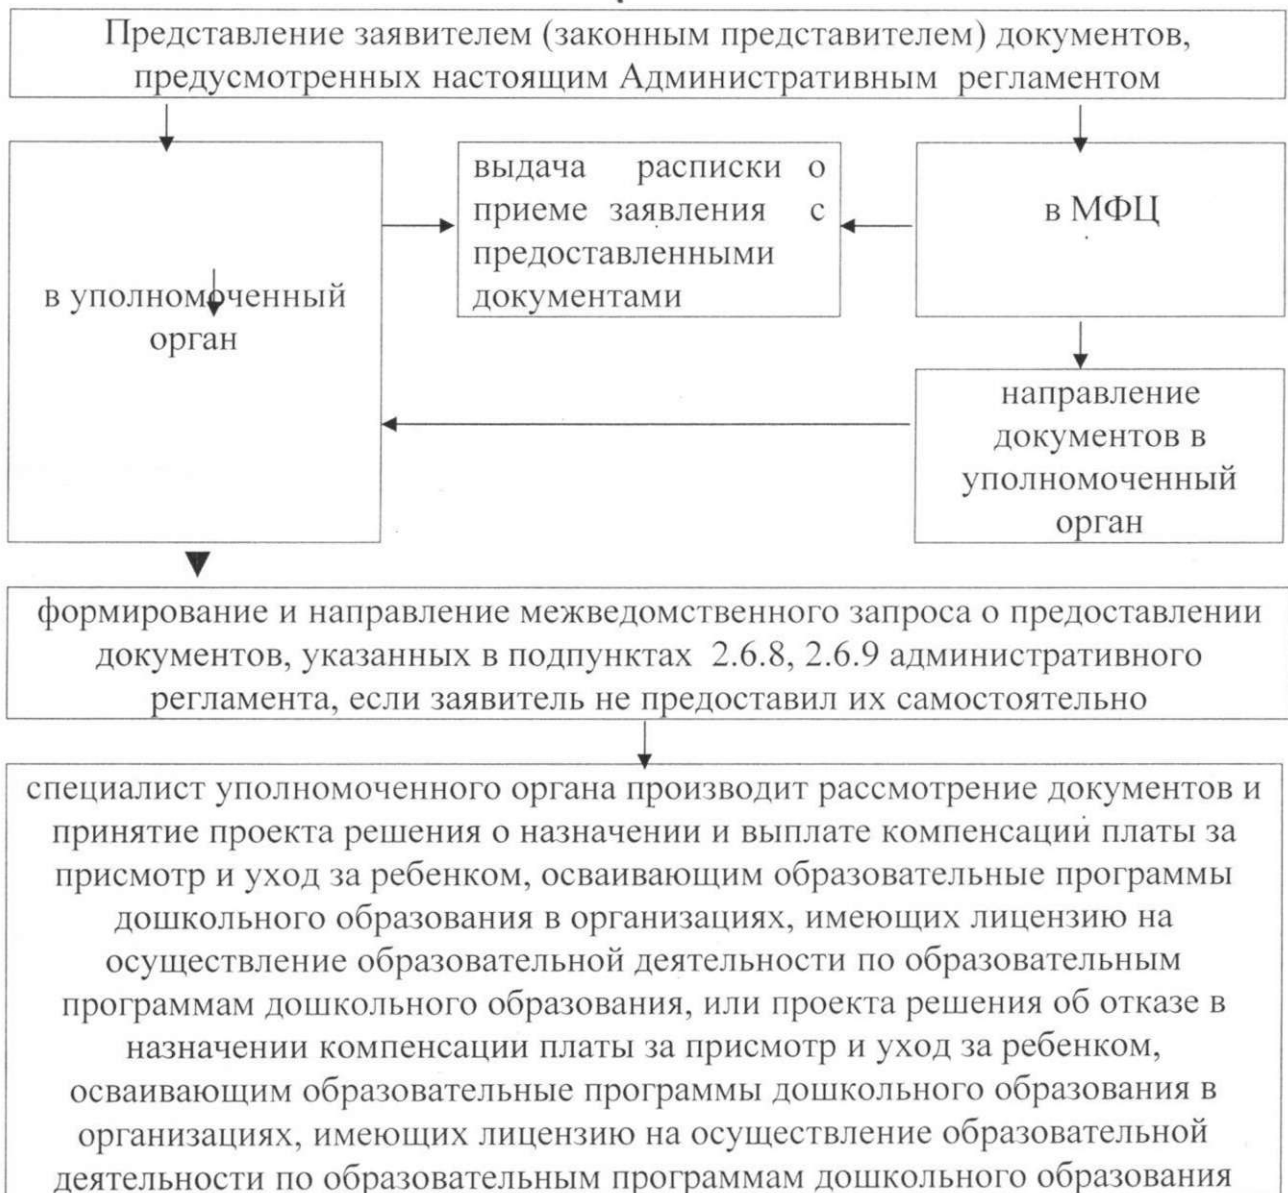 Представление заявителем (законным представителем) документов,
предусмотренных настоящим Административным регламентом
выдача расписки о
приеме заявления с
предоставленными
документами
в МФЦ
в уполномоченный
орган
направление
документов в
уполномоченный
орган
формирование и направление межведомственного запроса о предоставлении
документов, указанных в подпунктах 2.6.8, 2.6.9 административного
регламента, если заявитель не предоставил их самостоятельно
специалист уполномоченного органа производит рассмотрение документов и
принятие проекта решения о назначении и выплате компенсации платы за
присмотр и уход за ребенком, осваивающим образовательные программы
дошкольного образования в организациях, имеющих лицензию на
осуществление образовательной деятельности по образовательным
программам дошкольного образования, или проекта решения об отказе в
назначении компенсации платы за присмотр и уход за ребенком,
осваивающим образовательные программы дошкольного образования в
организациях, имеющих лицензию на осуществление образовательной
деятельности по образовательным программам дошкольного образования